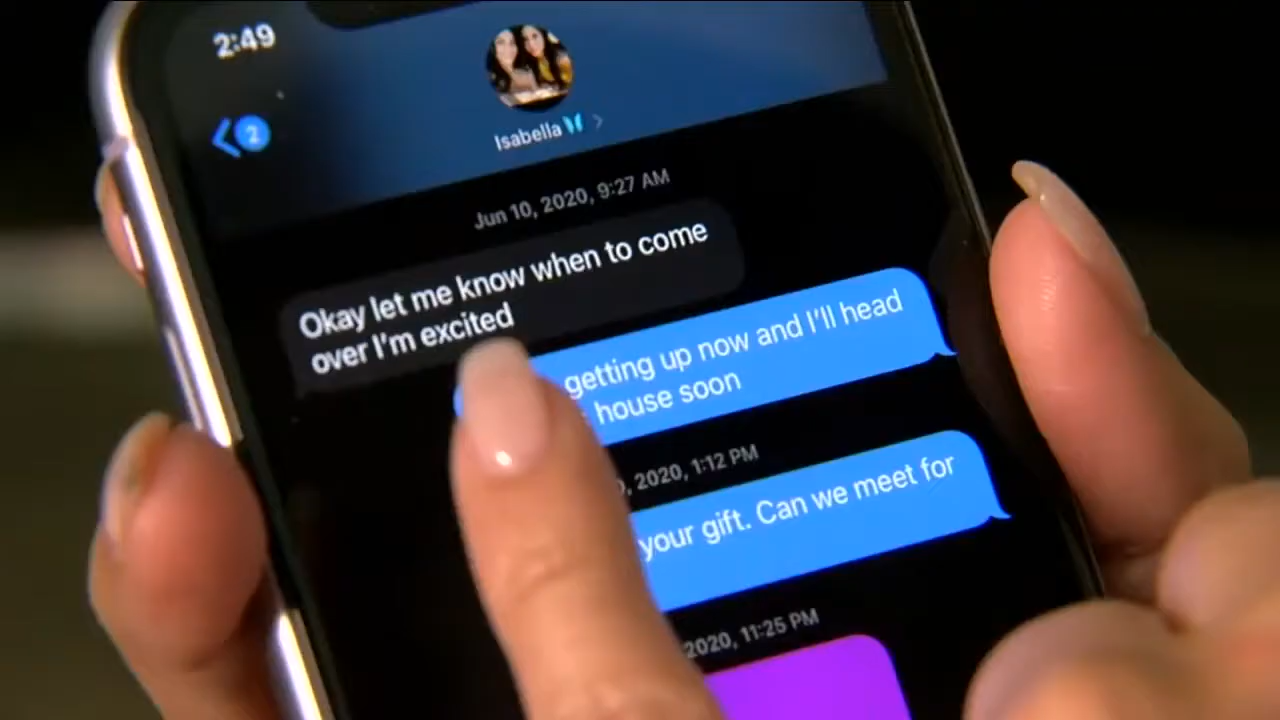 2:49
2
Isabella
Jun 10, 2020, 9:27 AM
Okay let me know when to come
over I'm excited
getting up now and I'll head
house soon
2020, 1:12 PM
your gift. Can we meet for
2020, 11:25 PM